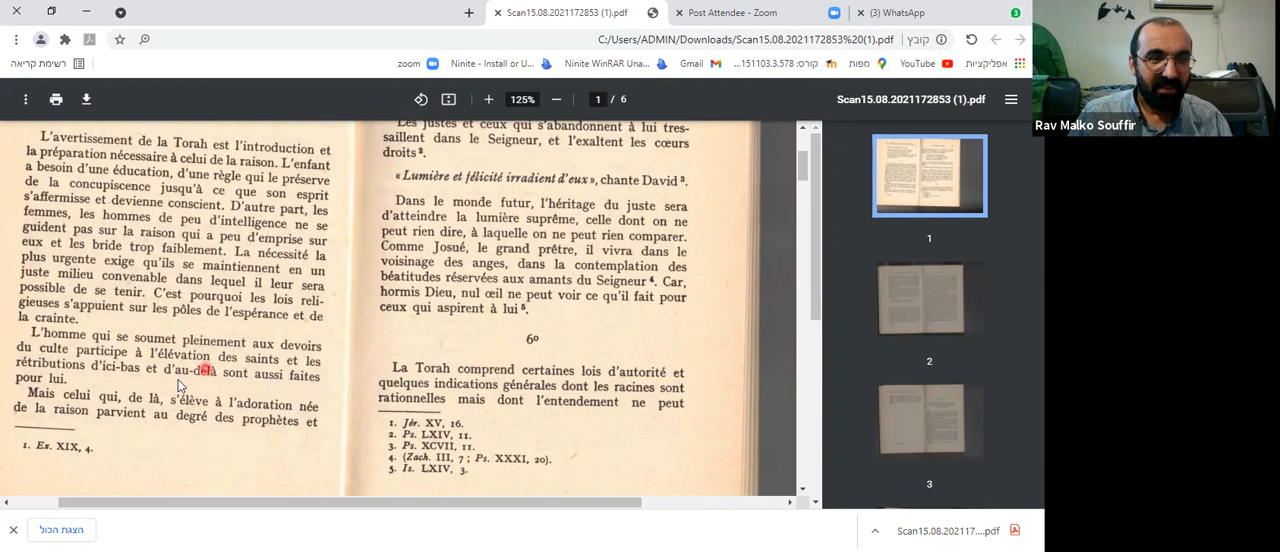 Scan15.08.2021172853 (1).pdf
Post Attendee - Zoom
(3) WhatsApp
3
C:/Users/ADMIN/Downloads/Scan15.08.2021172853%20(1).pdf
קובץ
רשימת קריאה
zoom
Ninite - Install or U...
Ninite WinRAR Una...
Gmail
קורס: 151103.3.578...
מפות
YouTube
אפליקציות
125%
1 / 6
Scan15.08.2021172853 (1).pdf
Rav Malko Souffir
L'avertissement de la Torah est l'introduction et
la préparation nécessaire à celui de la raison. L'enfant
a besoin d'une éducation, d'une règle qui le préserve
de la concupiscence jusqu'à ce que son esprit
s'affermisse et devienne conscient. D'autre part, les
femmes, les hommes de peu d'intelligence ne se
guident pas sur la raison qui a peu d'emprise sur
eux et les bride trop faiblement. La nécessité la
plus urgente exige qu'ils se maintiennent en un
juste milieu convenable dans lequel il leur sera
possible de se tenir. C'est pourquoi les lois reli-
gieuses s'appuient sur les pôles de l'espérance et de
la crainte.
L'homme qui se soumet pleinement aux devoirs
du culte participe à l'élévation des saints et les
rétributions d'ici-bas et d'au-delà sont aussi faites
pour lui.
Mais celui qui, de là, s'élève à l'adoration née
de la raison parvient au degré des prophètes et
1. Ex. XIX, 4.
Les justes et ceux qui s'abandonnent à lui tres-
saillent dans le Seigneur, et l'exaltent les cœurs
droits 2.
« Lumière et félicité irradient d'eux », chante David 3.
Dans le monde futur, l'héritage du juste sera
d'atteindre la lumière suprême, celle dont on ne
peut rien dire, à laquelle on ne peut rien comparer.
Comme Josué, le grand prêtre, il vivra dans le
voisinage des anges, dans la contemplation des
béatitudes réservées aux amants du Seigneur 4. Car,
hormis Dieu, nul œil ne peut voir ce qu'il fait pour
ceux qui aspirent à lui 5.
6º
La Torah comprend certaines lois d'autorité et
quelques indications générales dont les racines sont
rationnelles mais dont l'entendement ne peut
1. Jér. XV, 16.
2. Ps. LXIV, 11.
3. Ps. XCVII, 11.
4. (Zach. III, 7 ; Ps. XXXI, 20).
5. Is. LXIV, 3.
1
2
3
הצגת הכול
Scan15.08.202117....pdf